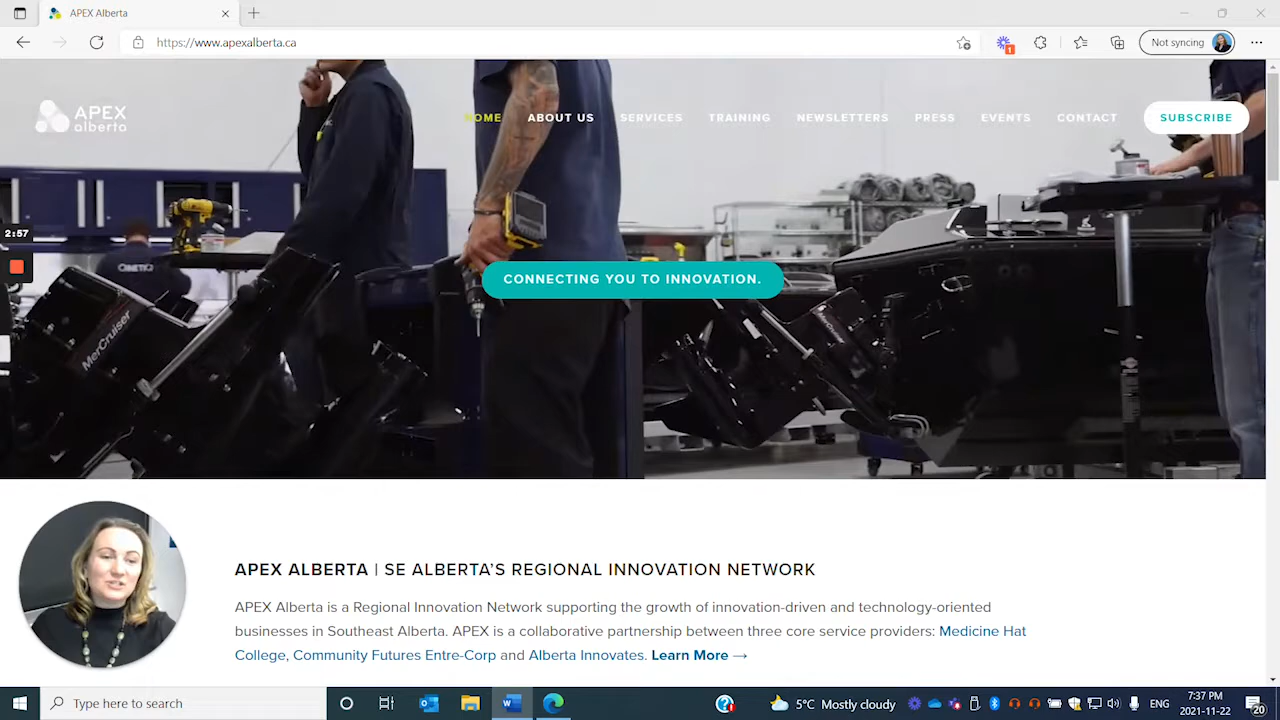 APEX Alberta
https://www.apexalberta.ca
1
Not syncing
APEX
alberta
HOME ABOUT US SERVICES TRAINING NEWSLETTERS PRESS EVENTS CONTACT SUBSCRIBE
2:57
QINETIQ
CONNECTING YOU TO INNOVATION.
MerCruiser
MerCruiser
APEX ALBERTA | SE ALBERTA'S REGIONAL INNOVATION NETWORK
APEX Alberta is a Regional Innovation Network supporting the growth of innovation-driven and technology-oriented
businesses in Southeast Alberta. APEX is a collaborative partnership between three core service providers: Medicine Hat
College, Community Futures Entre-Corp and Alberta Innovates. Learn More →
Type here to search
5°C Mostly cloudy
ENG
7:37 PM
2021-11-22
20